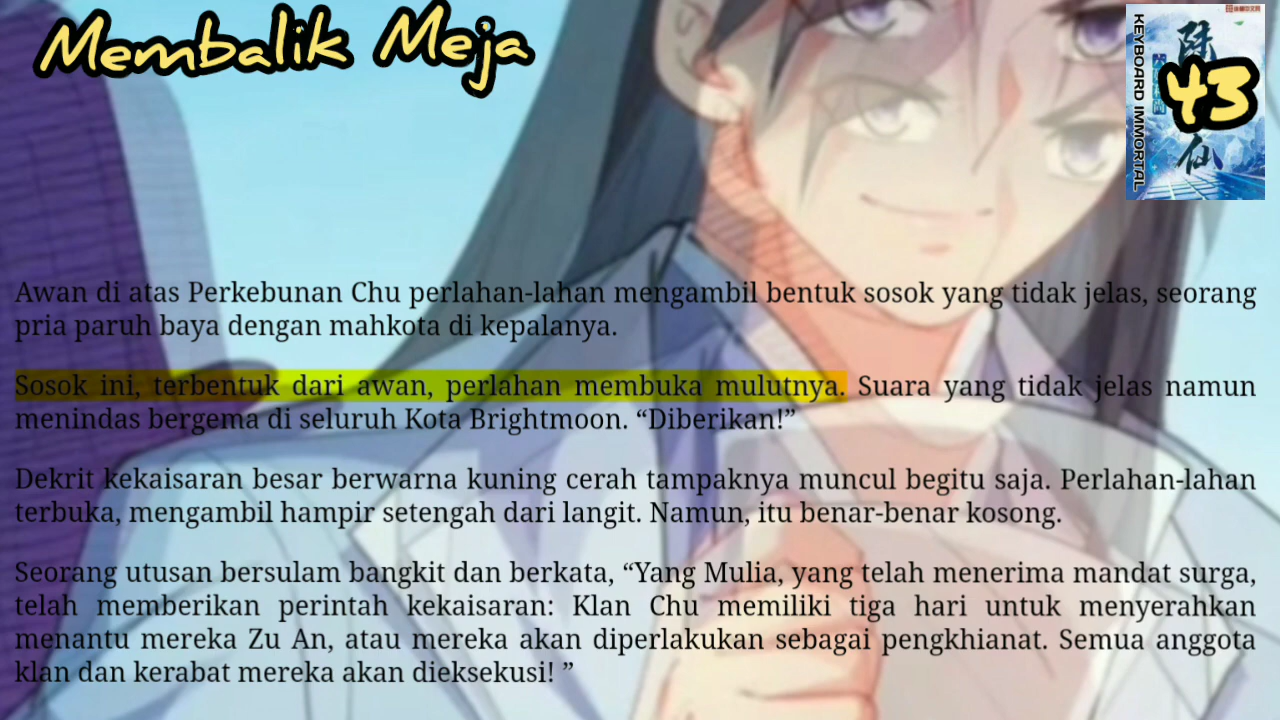 Membalik Meja
KEYBOARD IMMORTAL
43
Awan di atas Perkebunan Chu perlahan-lahan mengambil bentuk sosok yang tidak jelas, seorang
pria paruh baya dengan mahkota di kepalanya.
Sosok ini, terbentuk dari awan, perlahan membuka mulutnya. Suara yang tidak jelas namun
menindas bergema di seluruh Kota Brightmoon. “Diberikan!”
Dekrit kekaisaran besar berwarna kuning cerah tampaknya muncul begitu saja. Perlahan-lahan
terbuka, mengambil hampir setengah dari langit. Namun, itu benar-benar kosong.
Seorang utusan bersulam bangkit dan berkata, “Yang Mulia, yang telah menerima mandat surga,
telah memberikan perintah kekaisaran: Klan Chu memiliki tiga hari untuk menyerahkan
menantu mereka Zu An, atau mereka akan diperlakukan sebagai pengkhianat. Semua anggota
klan dan kerabat mereka akan dieksekusi! ”